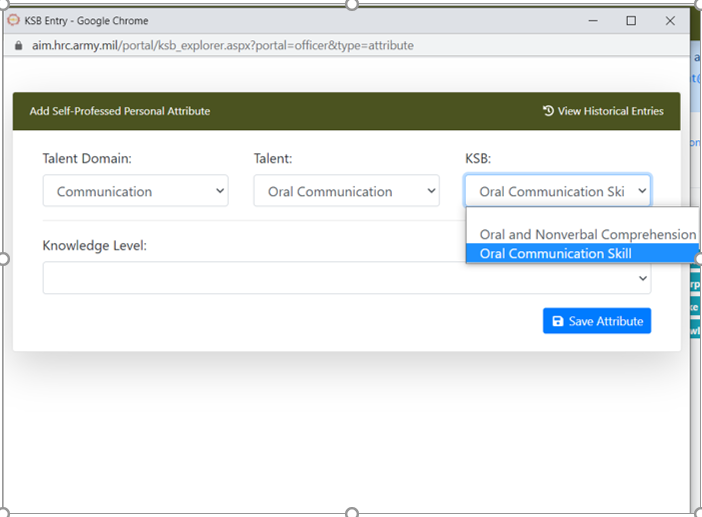 KSB Entry - Google Chrome
aim.hrc.army.mil/portal/ksb_explorer.aspx?portal=officer&type=attribute
Add Self-Professed Personal Attribute
View Historical Entries
Talent Domain:
Talent:
KSB:
Communication
Oral Communication
Oral Communication Ski
Oral and Nonverbal Comprehension
Oral Communication Skill
Knowledge Level:
Save Attribute